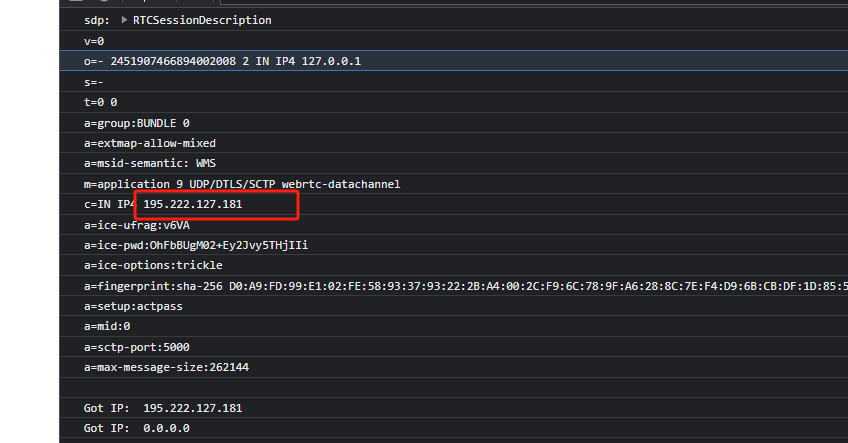 sdp: ▶ RTCSessionDescription
v=0
o=- 2451907466894002008 2 IN IP4 127.0.0.1
s=-
t=0 0
a=group:BUNDLE 0
a=extmap-allow-mixed
a=msid-semantic: WMS
m=application 9 UDP/DTLS/SCTP webrtc-datachannel
c=IN IP4 195.222.127.181
a=ice-ufrag:v6VA
a=ice-pwd:OhFbBUgM02+Ey2Jvy5THjIIi
a=ice-options:trickle
a=fingerprint:sha-256 D0:A9:FD:99:E1:02:FE:58:93:37:93:22:2B:A4:00:2C:F9:6C:78:9F:A6:28:8C:7E:F4:D9:6B:CB:DF:1D:85:5
a=setup:actpass
a=mid:0
a=sctp-port:5000
a=max-message-size:262144
Got IP: 195.222.127.181
Got IP: 0.0.0.0